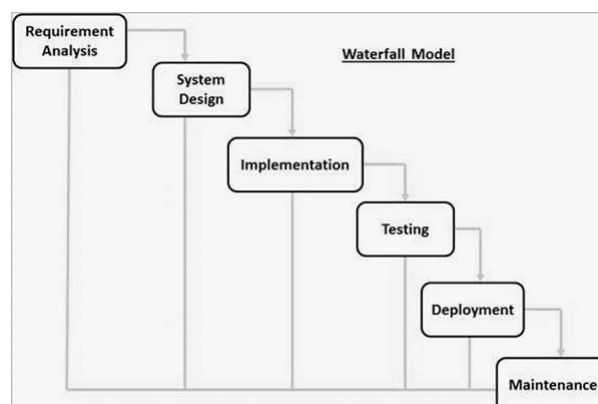 Requirement
Analysis
Waterfall Model
System
Design
Implementation
Testing
Deployment
Maintenance